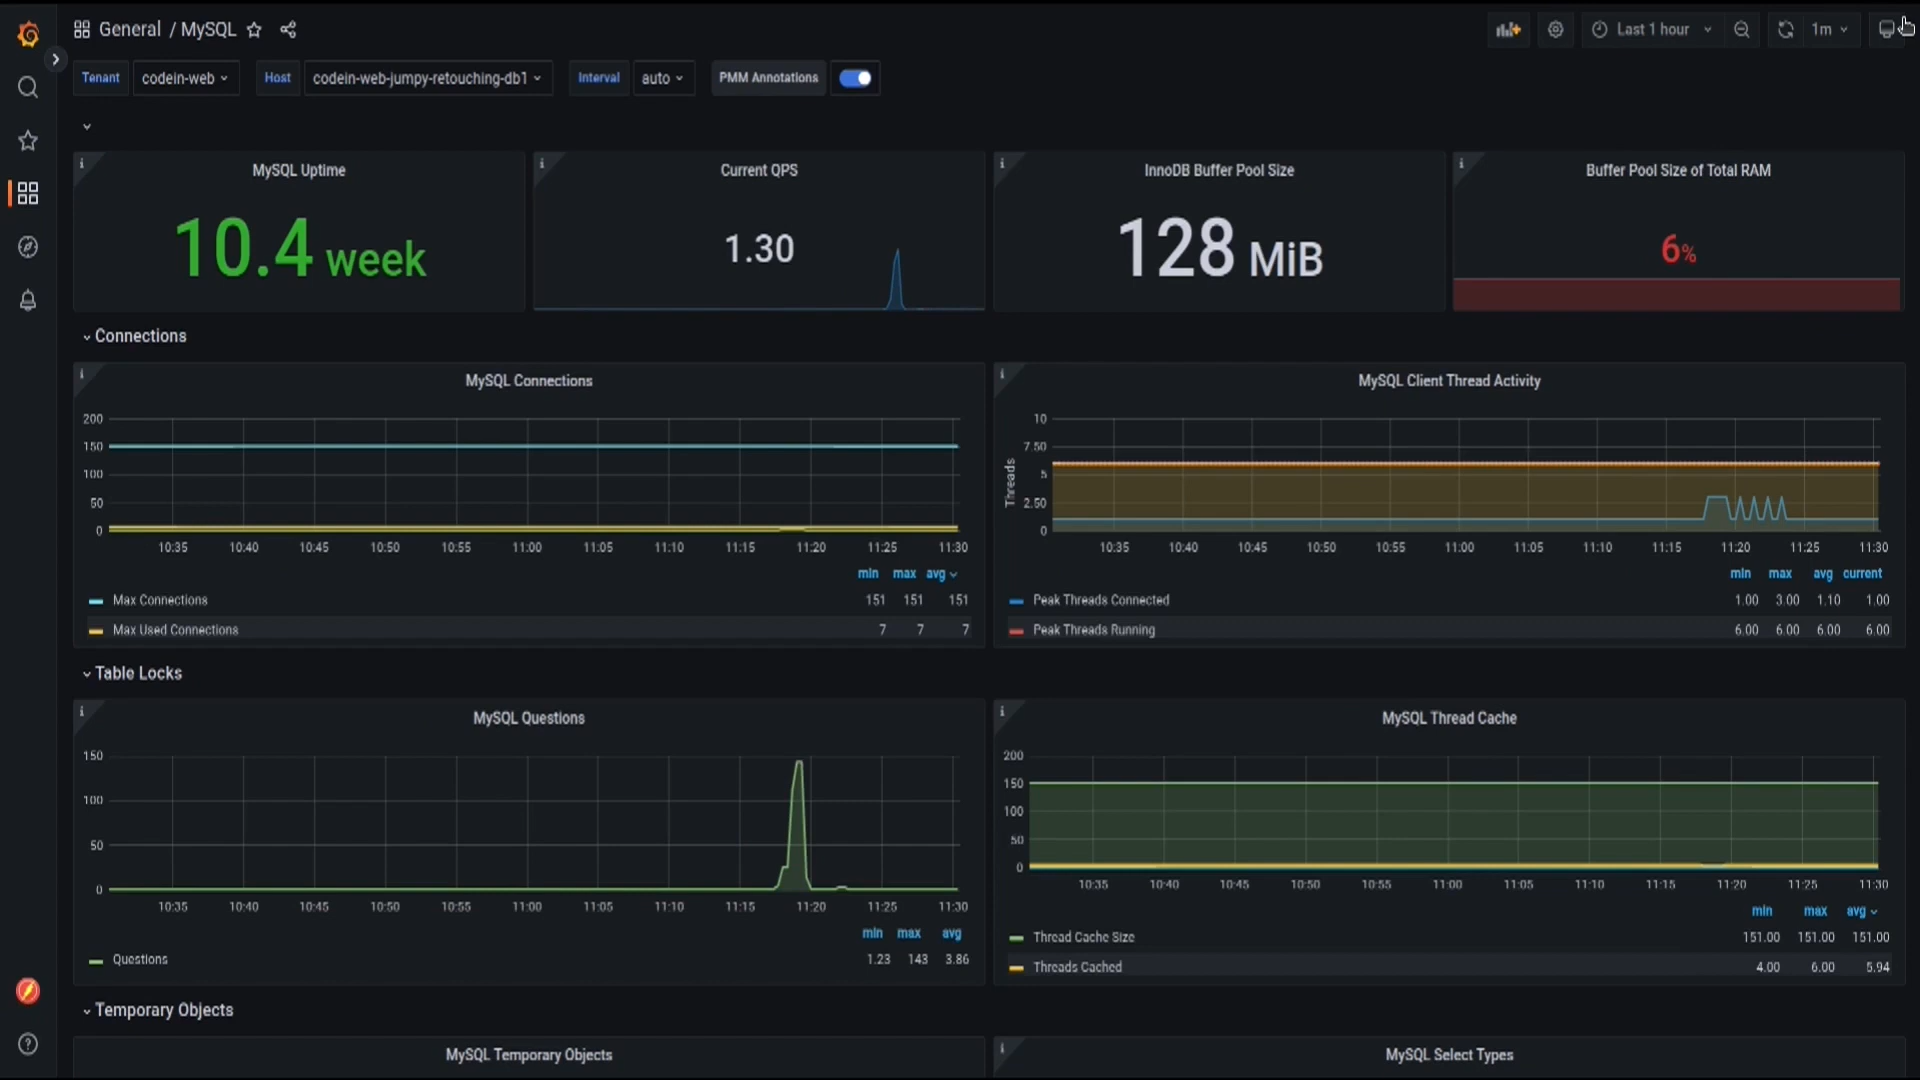 General / MySQL
Last 1 hour
1m
Tenant codein-web Host codein-web-jumpy-retouching-db1 Interval auto PMM Annotations
MySQL Uptime
10.4 week
Current QPS
1.30
InnoDB Buffer Pool Size
128 MiB
Buffer Pool Size of Total RAM
6%
Connections
MySQL Connections
200
150
100
50
0
10:35 10:40 10:45 10:50 10:55 11:00 11:05 11:10 11:15 11:20 11:25 11:30
min max avg
Max Connections 151 151 151
Max Used Connections 7 7 7
MySQL Client Thread Activity
Threads
10
7.50
5
2.50
0
10:35 10:40 10:45 10:50 10:55 11:00 11:05 11:10 11:15 11:20 11:25 11:30
min max avg current
Peak Threads Connected 1.00 3.00 1.10 1.00
Peak Threads Running 6.00 6.00 6.00 6.00
Table Locks
MySQL Questions
150
100
50
0
10:35 10:40 10:45 10:50 10:55 11:00 11:05 11:10 11:15 11:20 11:25 11:30
min max avg
Questions 1.23 143 3.86
MySQL Thread Cache
200
150
100
50
0
10:35 10:40 10:45 10:50 10:55 11:00 11:05 11:10 11:15 11:20 11:25 11:30
min max avg
Thread Cache Size 151.00 151.00 151.00
Threads Cached 4.00 6.00 5.94
Temporary Objects
MySQL Temporary Objects
MySQL Select Types